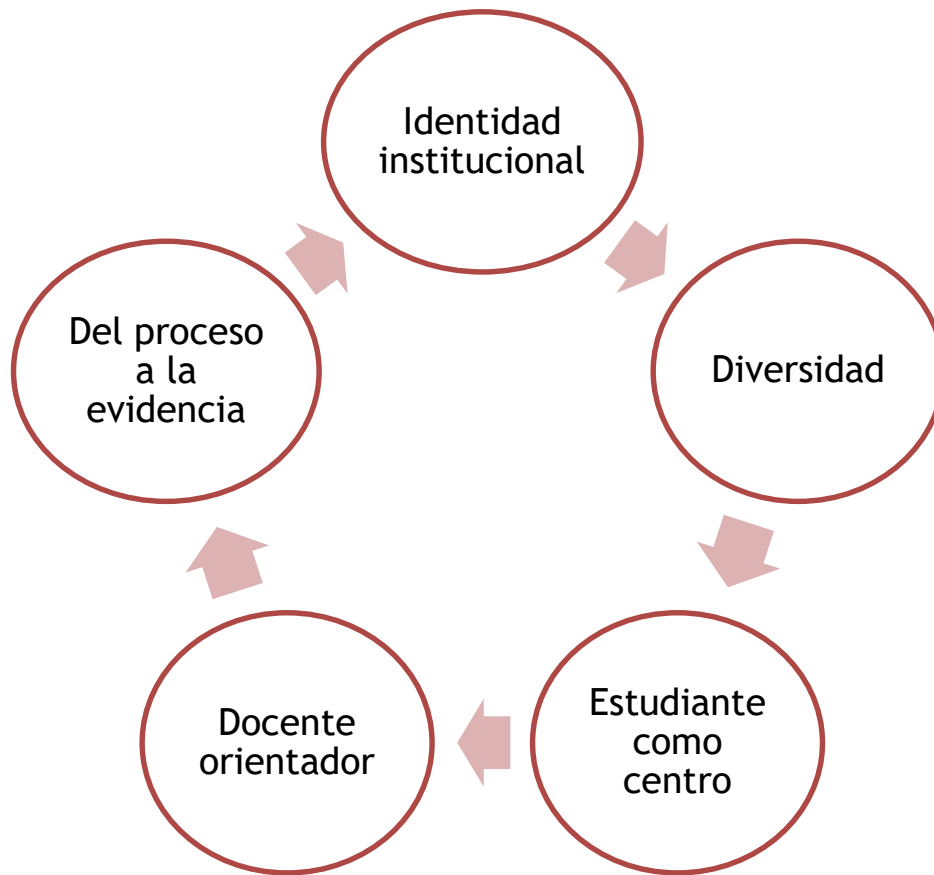 Identidad
institucional
Diversidad
Estudiante
como
centro
Docente
orientador
Del proceso
a la
evidencia